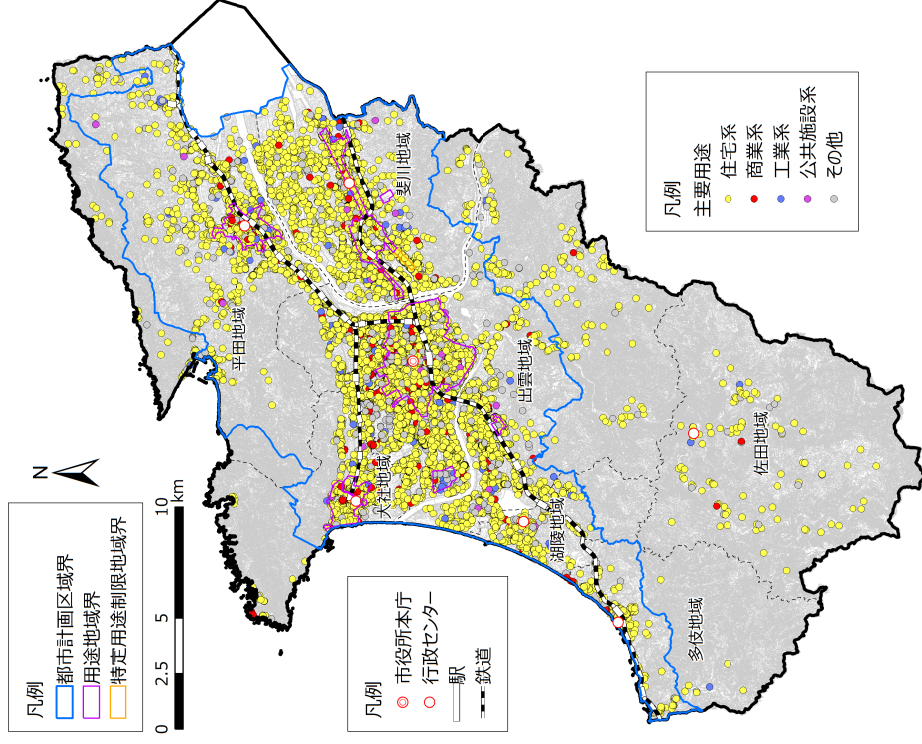 凡例
都市計画区域界
用途地域界
特定用途制限地域界
N
0 2.5 5 10
km
凡例
市役所本庁
行政センター
駅
鉄道
平田地域
斐川地域
大社地域
出雲地域
湖陵地域
佐田地域
多伎地域
凡例
主要用途
住宅系
商業系
工業系
公共施設系
その他